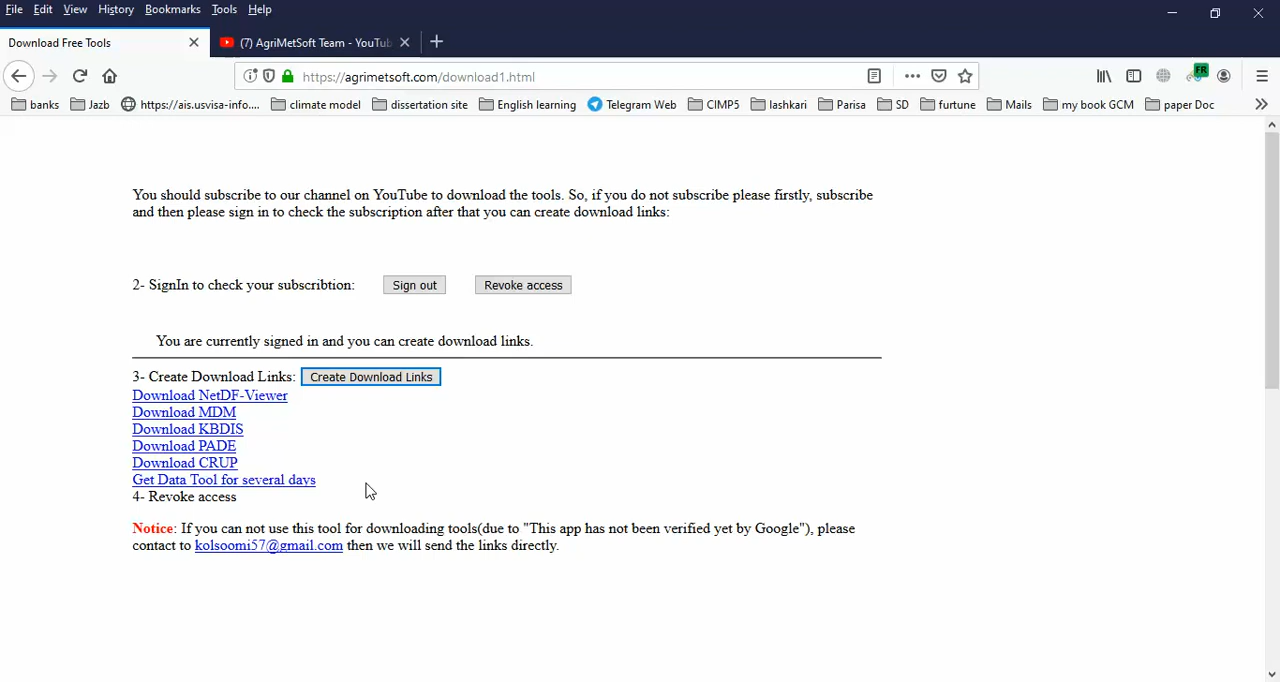 File Edit View History Bookmarks Tools Help
Download Free Tools
(7) AgriMetSoft Team - YouTub
https://agrimetsoft.com/download1.html
FR
banks Jazb https://ais.usvisa-info.... climate model dissertation site English learning Telegram Web CIMP5 lashkari Parisa SD furtune Mails my book GCM paper Doc
You should subscribe to our channel on YouTube to download the tools. So, if you do not subscribe please firstly, subscribe
and then please sign in to check the subscription after that you can create download links:
2- SignIn to check your subscribtion: Sign out Revoke access
You are currently signed in and you can create download links.
3- Create Download Links: Create Download Links
Download NetDF-Viewer
Download MDM
Download KBDIS
Download PADE
Download CRUP
Get Data Tool for several days
4- Revoke access
Notice: If you can not use this tool for downloading tools(due to "This app has not been verified yet by Google"), please
contact to kolsoomi57@gmail.com then we will send the links directly.